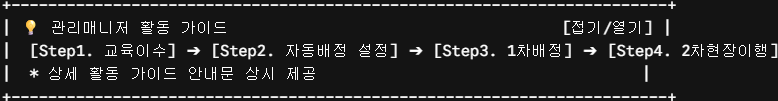 +--------------------------------------------------------------------------+
| 💡 관리매니저 활동 가이드 [접기/열기] |
| [Step1. 교육이수] ➔ [Step2. 자동배정 설정] ➔ [Step3. 1차배정] ➔ [Step4. 2차현장이행]
| * 상세 활동 가이드 안내문 상시 제공 |
+--------------------------------------------------------------------------+